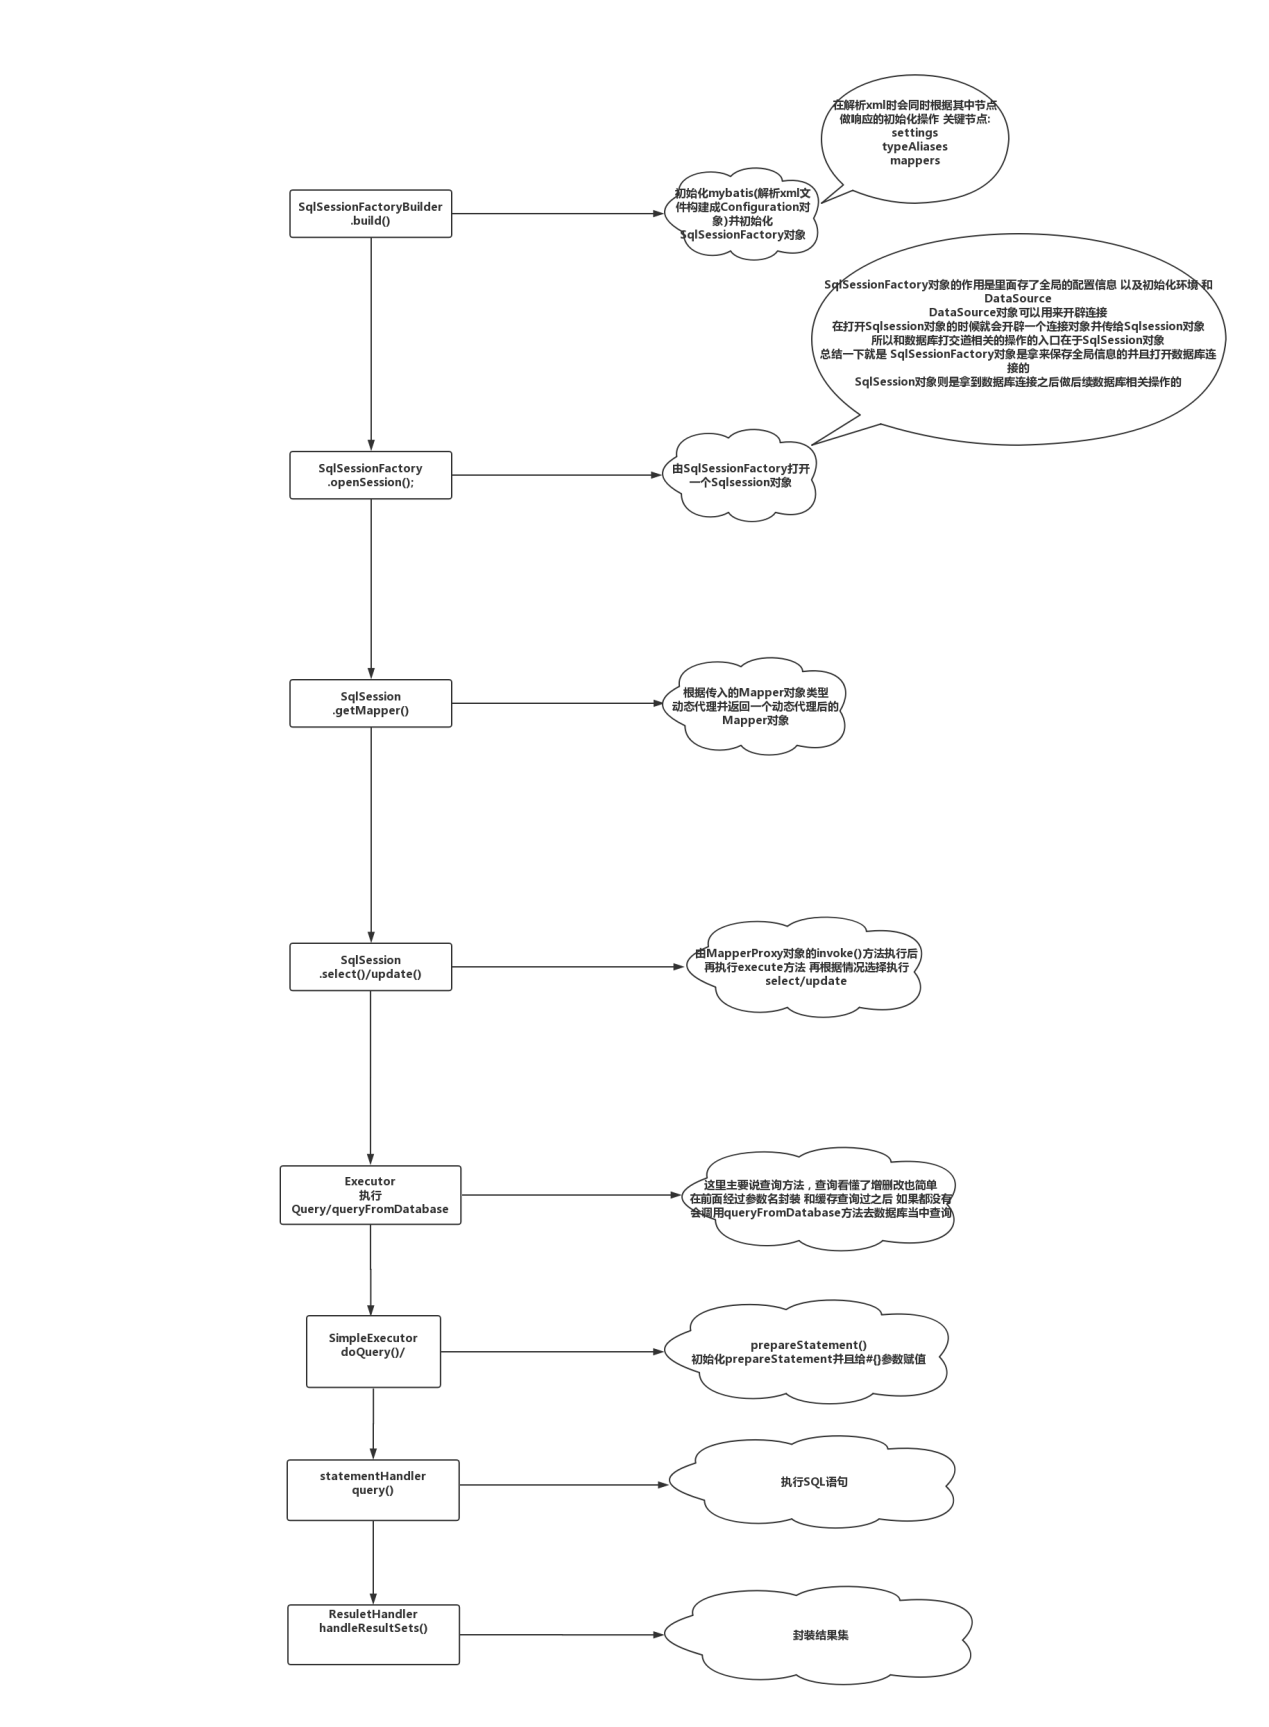 在解析xml时会同时根据其中节点
做响应的初始化操作 关键节点:
settings
typeAliases
mappers
SqlSessionFactoryBuilder
.build()
初始化mybatis(解析xml文
件构建成Configuration对
象)并初始化
SqlSessionFactory对象
SqlSessionFactory对象的作用是里面存了全局的配置信息 以及初始化环境 和
DataSource
DataSource对象可以用来开辟连接
在打开Sqlsession对象的时候就会开辟一个连接对象并传给Sqlsession对象
所以和数据库打交道相关的操作的入口在于SqlSession对象
总结一下就是 SqlSessionFactory对象是拿来保存全局信息的并且打开数据库连
接的
SqlSession对象则是拿到数据库连接之后做后续数据库相关操作的
SqlSessionFactory
.openSession();
由SqlSessionFactory打开
一个Sqlsession对象
SqlSession
.getMapper()
根据传入的Mapper对象类型
动态代理并返回一个动态代理后的
Mapper对象
SqlSession
.select()/update()
由MapperProxy对象的invoke()方法执行后
再执行execute方法 再根据情况选择执行
select/update
Executor
执行
Query/queryFromDatabase
这里主要说查询方法，查询看懂了增删改也简单
在前面经过参数名封装 和缓存查询过之后 如果都没有
会调用queryFromDatabase方法去数据库当中查询
SimpleExecutor
doQuery()/
prepareStatement()
初始化prepareStatement并且给#{}参数赋值
statementHandler
query()
执行SQL语句
ResuletHandler
handleResultSets()
封装结果集